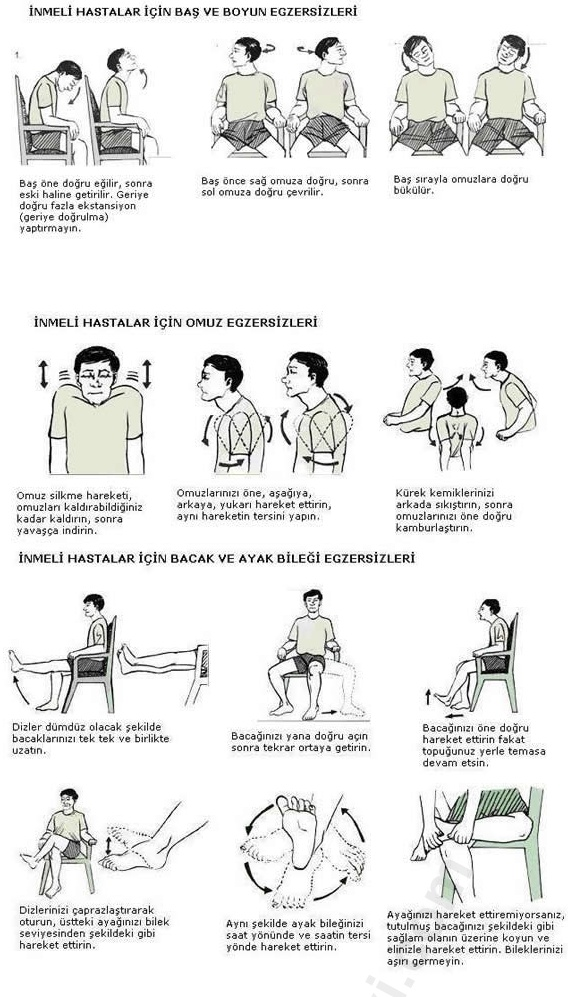 İNMELİ HASTALAR İÇİN BAŞ VE BOYUN EGZERSİZLERİ
1.
Baş öne doğru eğilir, sonra
eski haline getirilir. Geriye
doğru fazla ekstansiyon
(geriye doğrulma)
yaptırmayın.
Baş önce sağ omuza doğru, sonra
sol omuza doğru çevrilir.
Baş sırayla omuzlara doğru
bükülür.
İNMELİ HASTALAR İÇİN OMUZ EGZERSİZLERİ
Omuz silkme hareketi,
omuzları kaldırabildiğiniz
kadar kaldırın, sonra
yavaşça indirin.
Omuzlarınızı öne, aşağıya,
arkaya, yukarı hareket ettirin,
aynı hareketin tersini yapın.
Kürek kemiklerinizi
arkada sıkıştırın, sonra
omuzlarınızı öne doğru
kamburlaştırın.
İNMELİ HASTALAR İÇİN BACAK VE AYAK BİLEĞİ EGZERSİZLERİ
Dizler dümdüz olacak şekilde
bacaklarınızı tek tek ve birlikte
uzatın.
Bacağınızı yana doğru açın
sonra tekrar ortaya getirin.
Bacağınızı öne doğru
hareket ettirin fakat
topuğunuz yerle temasa
devam etsin.
Dizlerinizi çaprazlaştırarak
oturun, üstteki ayağınızı bilek
seviyesinden şekildeki gibi
hareket ettirin.
Aynı şekilde ayak bileğinizi
saat yönünde ve saatin tersi
yönde hareket ettirin.
Ayağınızı hareket ettiremiyorsanız,
tutulmuş bacağınızı şekildeki gibi
sağlam olanın üzerine koyun ve
elinizle hareket ettirin. Bileklerinizi
aşırı germeyin.